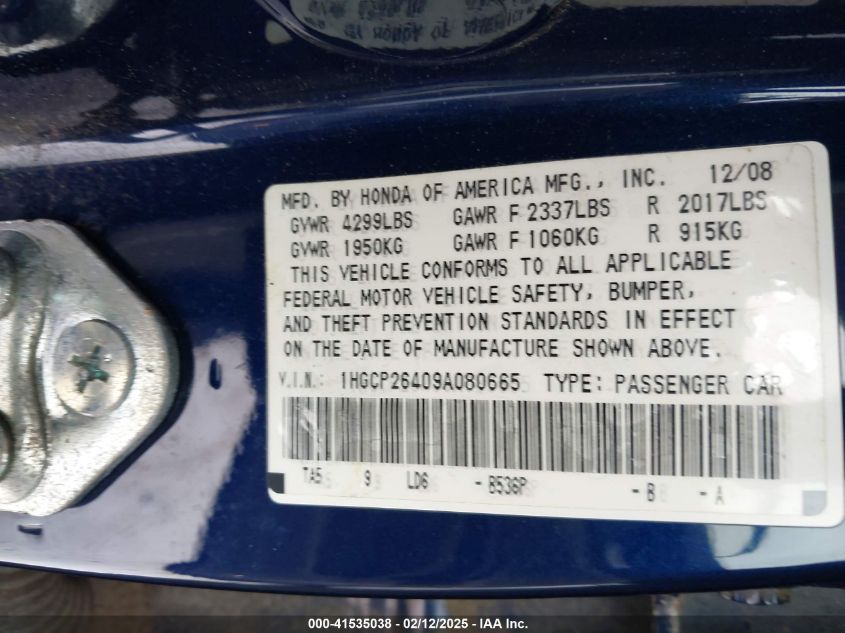 MFD. BY HONDA OF AMERICA MFG., INC. 12/08
GVWR 4299LBS GAWR F 2337LBS R 2017LBS
GVWR 1950KG GAWR F 1060KG R 915KG
THIS VEHICLE CONFORMS TO ALL APPLICABLE
FEDERAL MOTOR VEHICLE SAFETY, BUMPER,
AND THEFT PREVENTION STANDARDS IN EFFECT
ON THE DATE OF MANUFACTURE SHOWN ABOVE.
V.I.N.: 1HGCP26409A080665 TYPE: PASSENGER CAR
TA5 9 LD6 - B536P - B - A
000-41535038 - 02/12/2025 - IAA Inc.